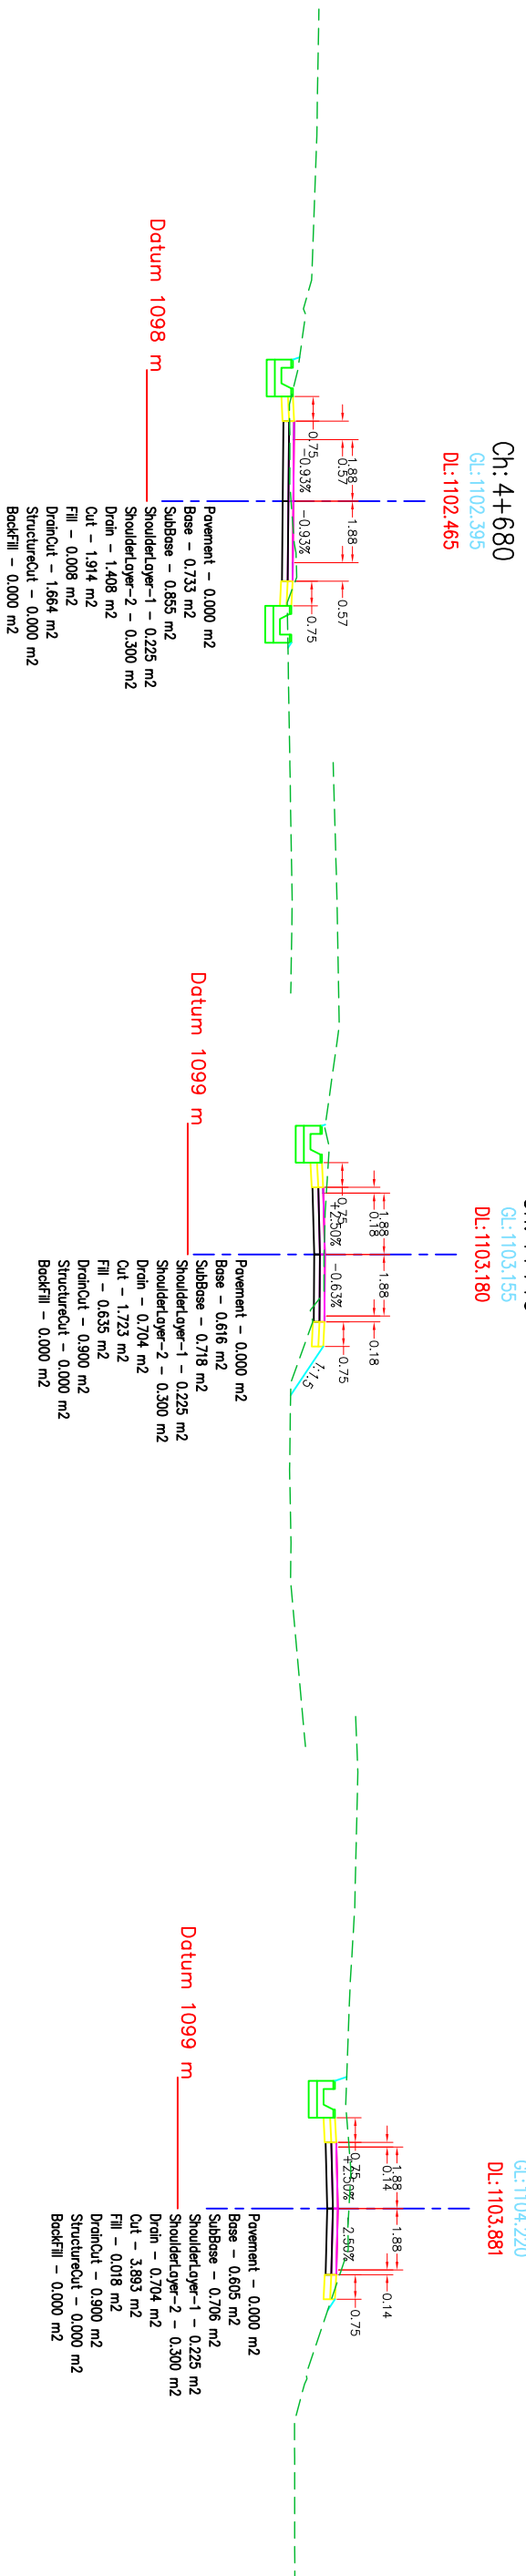 Ch: 4+680
GL:1102.395
DL:1102.465
1.88
1.88
0.57
0.57
0.75
0.75
-0.93%
-0.93%
Datum 1098 m
Pavement - 0.000 m2
Base - 0.733 m2
SubBase - 0.855 m2
ShoulderLayer-1 - 0.225 m2
ShoulderLayer-2 - 0.300 m2
Drain - 1.408 m2
Cut - 1.914 m2
Fill - 0.008 m2
DrainCut - 1.664 m2
StructureCut - 0.000 m2
BackFill - 0.000 m2
GL:1103.155
DL:1103.180
1.88
1.88
0.18
0.18
0.75
0.75
+2.50%
-0.63%
1:1.5
Datum 1099 m
Pavement - 0.000 m2
Base - 0.616 m2
SubBase - 0.718 m2
ShoulderLayer-1 - 0.225 m2
ShoulderLayer-2 - 0.300 m2
Drain - 0.704 m2
Cut - 1.723 m2
Fill - 0.635 m2
DrainCut - 0.900 m2
StructureCut - 0.000 m2
BackFill - 0.000 m2
GL:1104.220
DL:1103.881
1.88
1.88
0.14
0.14
0.75
0.75
+2.50%
2.50%
Datum 1099 m
Pavement - 0.000 m2
Base - 0.605 m2
SubBase - 0.706 m2
ShoulderLayer-1 - 0.225 m2
ShoulderLayer-2 - 0.300 m2
Drain - 0.704 m2
Cut - 3.893 m2
Fill - 0.018 m2
DrainCut - 0.900 m2
StructureCut - 0.000 m2
BackFill - 0.000 m2